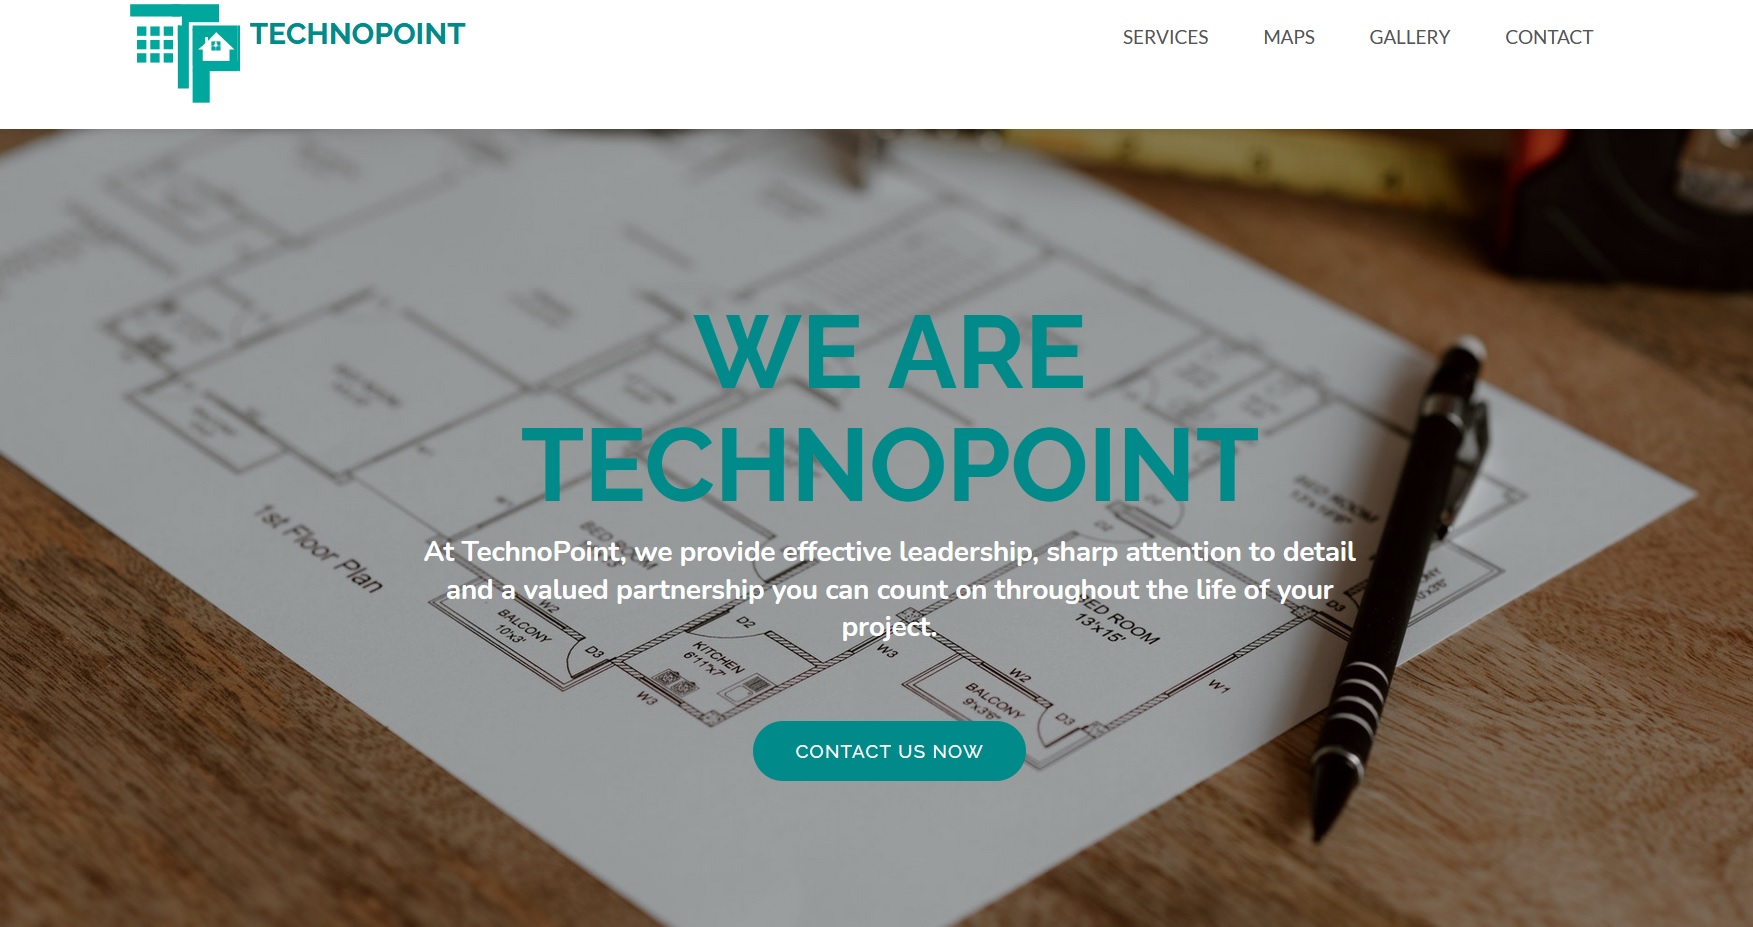 TECHNOPOINT
SERVICES MAPS GALLERY CONTACT
WE ARE
TECHNOPOINT
At TechnoPoint, we provide effective leadership, sharp attention to detail
and a valued partnership you can count on throughout the life of your
project.
CONTACT US NOW
1st Floor Plan
BED ROOM
BED ROOM
13'x15'
BED ROOM
W2
BALCONY
10'x3'
D3
D2
KITCHEN
6'11"x7'
W3
W3
W2
BALCONY
9'x3'6"
D3
W1
D3